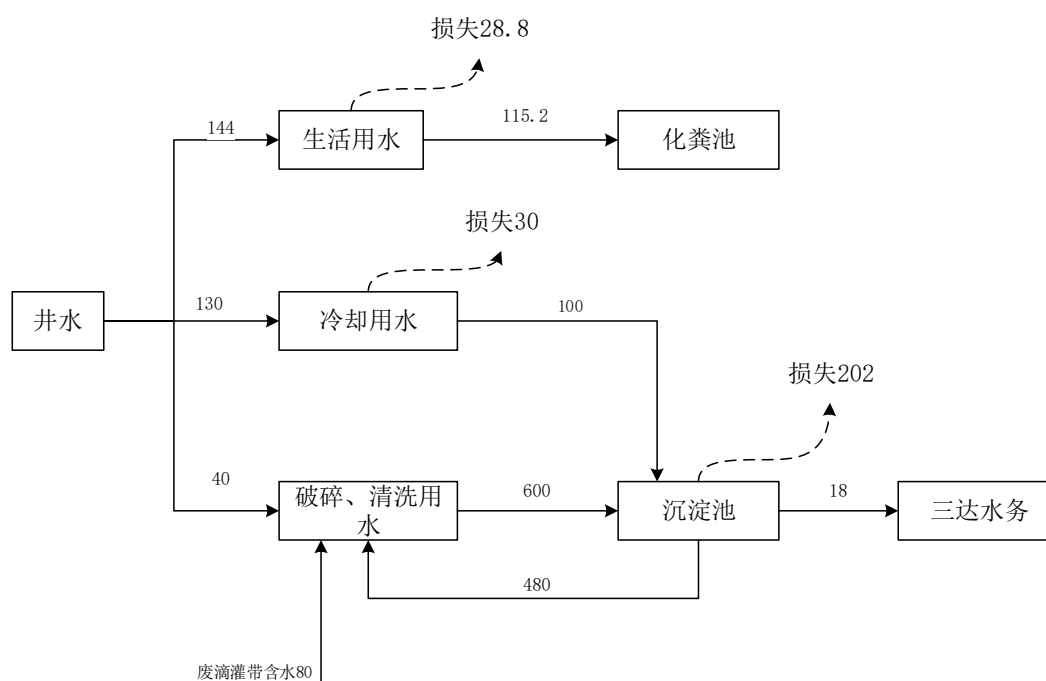 损失28.8
144
生活用水
115.2
化粪池
损失30
井水
130
冷却用水
100
损失202
40
破碎、清洗用
水
600
沉淀池
18
三达水务
480
废滴灌带含水80